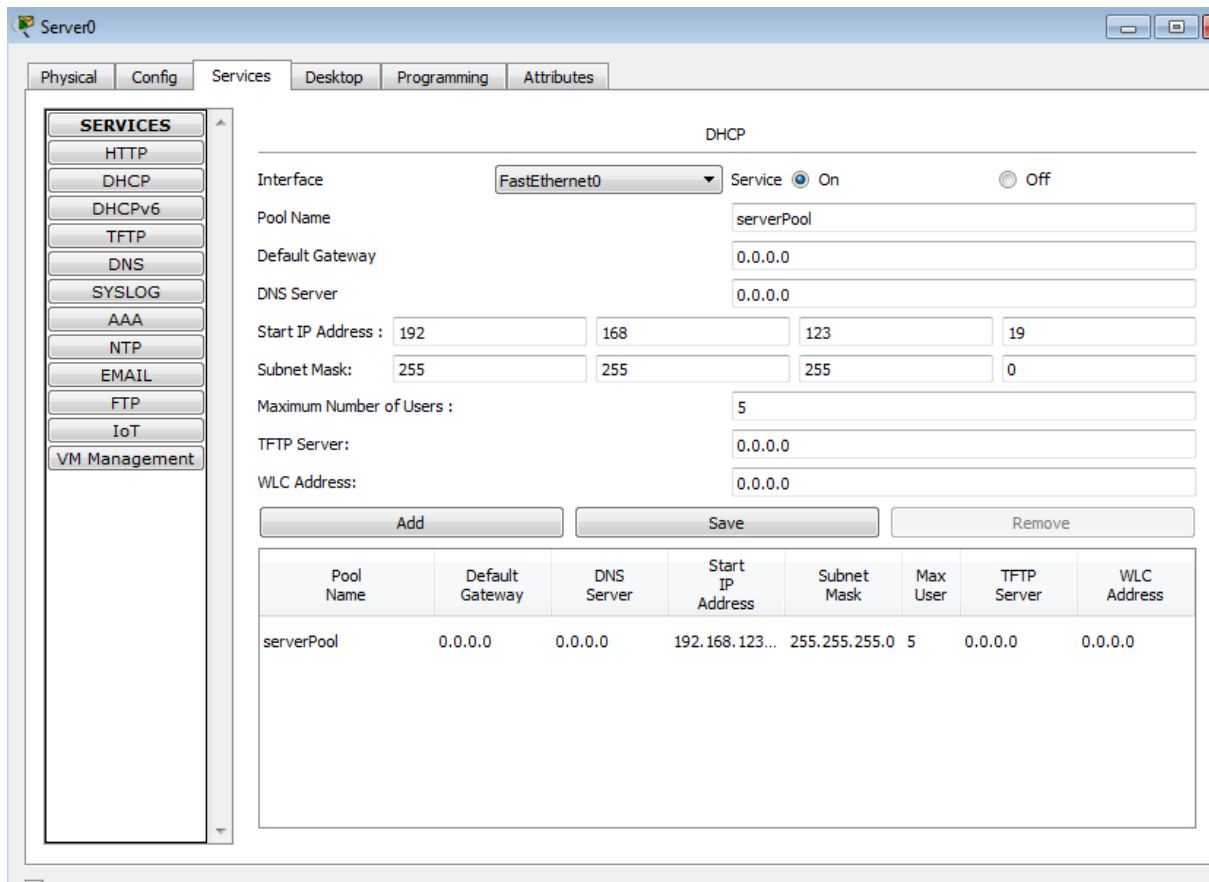 Server0
Physical Config Services Desktop Programming Attributes
SERVICES
HTTP
DHCP
DHCPv6
TFTP
DNS
SYSLOG
AAA
NTP
EMAIL
FTP
IoT
VM Management
DHCP
Interface FastEthernet0 Service On Off
Pool Name serverPool
Default Gateway 0.0.0.0
DNS Server 0.0.0.0
Start IP Address : 192 168 123 19
Subnet Mask: 255 255 255 0
Maximum Number of Users : 5
TFTP Server: 0.0.0.0
WLC Address: 0.0.0.0
Add Save Remove
Pool Name Default Gateway DNS Server Start IP Address Subnet Mask Max User TFTP Server WLC Address
serverPool 0.0.0.0 0.0.0.0 192.168.123... 255.255.255.0 5 0.0.0.0 0.0.0.0